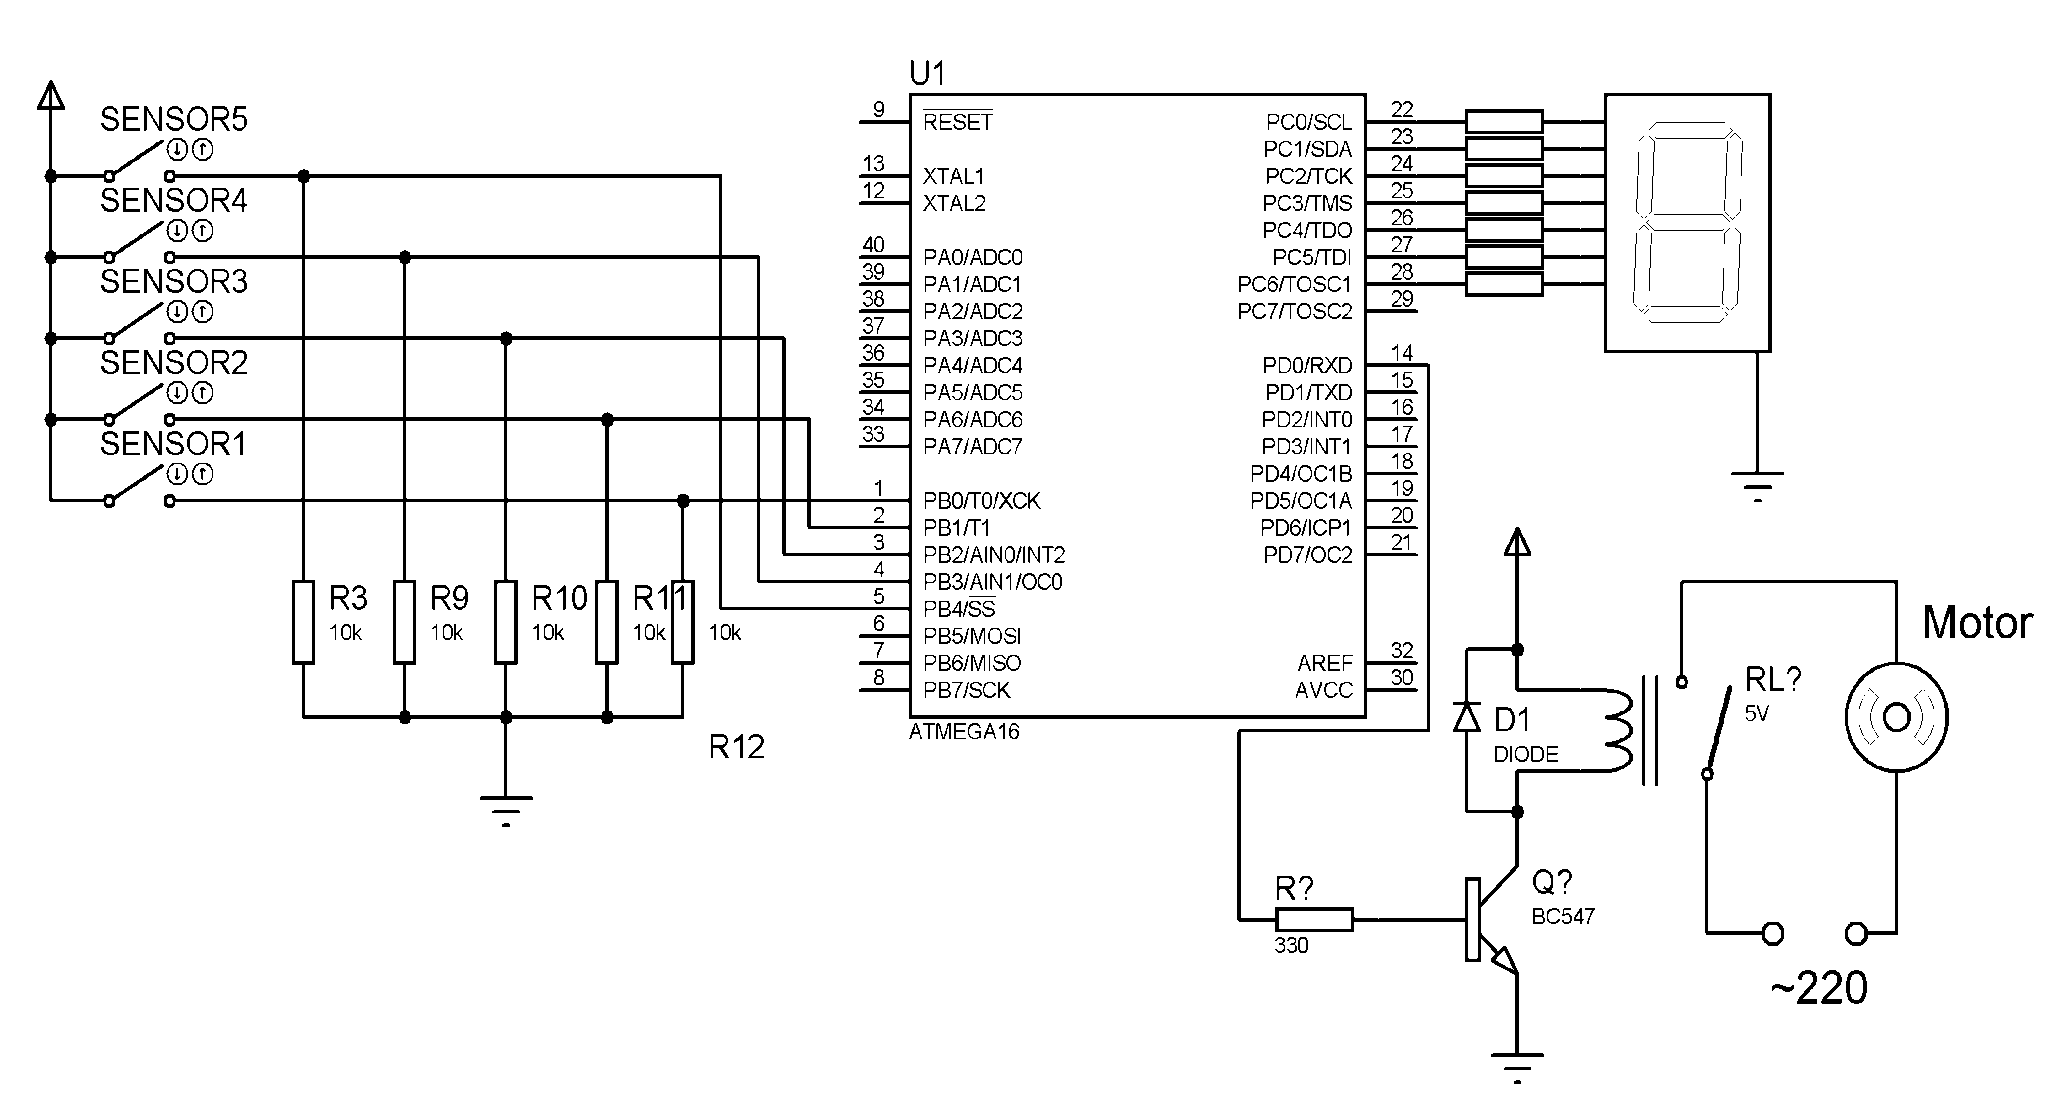 U1
SENSOR5
SENSOR4
SENSOR3
SENSOR2
SENSOR1
R3
10k
R9
10k
R10
10k
R11
10k
10k
R12
9 RESET
13 XTAL1
12 XTAL2
40 PA0/ADC0
39 PA1/ADC1
38 PA2/ADC2
37 PA3/ADC3
36 PA4/ADC4
35 PA5/ADC5
34 PA6/ADC6
33 PA7/ADC7
1 PB0/T0/XCK
2 PB1/T1
3 PB2/AIN0/INT2
4 PB3/AIN1/OC0
5 PB4/SS
6 PB5/MOSI
7 PB6/MISO
8 PB7/SCK
PC0/SCL 22
PC1/SDA 23
PC2/TCK 24
PC3/TMS 25
PC4/TDO 26
PC5/TDI 27
PC6/TOSC1 28
PC7/TOSC2 29
PD0/RXD 14
PD1/TXD 15
PD2/INT0 16
PD3/INT1 17
PD4/OC1B 18
PD5/OC1A 19
PD6/ICP1 20
PD7/OC2 21
AREF 32
AVCC 30
ATMEGA16
D1
DIODE
RL?
5V
Motor
R?
330
Q?
BC547
~220